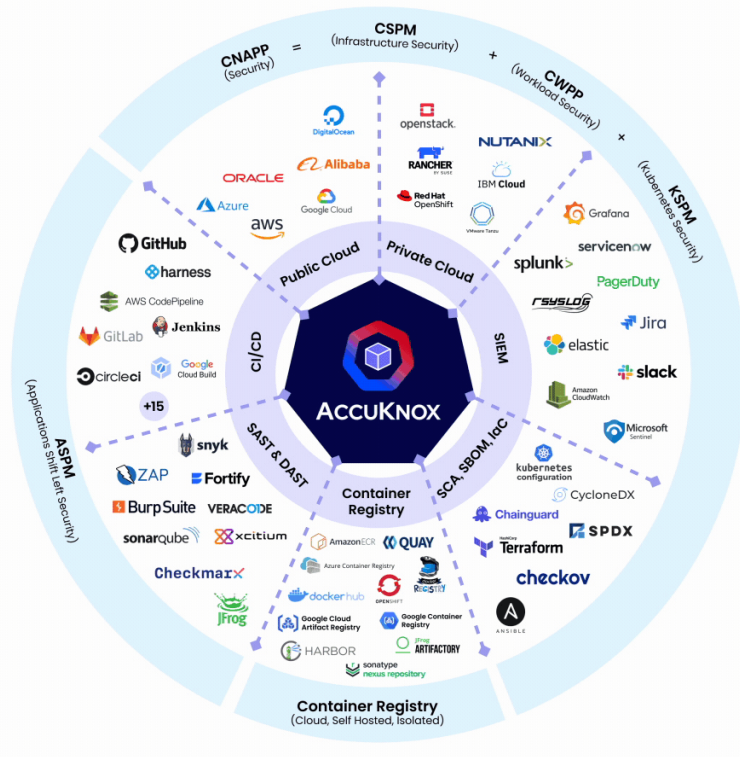 CNAPP
(Security)
=
CSPM
(Infrastructure Security)
+
CWPP
(Workload Security)
+
KSPM
(Kubernetes Security)
ASPM
(Applications Shift Left Security)
Container Registry
(Cloud, Self Hosted, Isolated)
Public Cloud
DigitalOcean
Alibaba
ORACLE
Azure
Google Cloud
aws
Private Cloud
openstack.
NUTANIX
RANCHER
BY SUSE
IBM Cloud
Red Hat
OpenShift
VMware Tanzu
SIEM
Grafana
servicenow
splunk>
PagerDuty
rsyslog
Jira
elastic
slack
Amazon
CloudWatch
Microsoft
Sentinel
SCA, SBOM, IaC
kubernetes
configuration
CycloneDX
Chainguard
SPDX
HashiCorp
Terraform
checkov
ANSIBLE
Container
Registry
Amazon ECR
QUAY
Azure Container Registry
REGISTRY
docker hub
OPENSHIFT
Google Cloud
Artifact Registry
Google Container
Registry
HARBOR
JFrog
ARTIFACTORY
sonatype
nexus repository
SAST & DAST
snyk
ZAP
Fortify
Burp Suite
VERACODE
sonarqube
xcitium
Checkmarx
JFrog
CI/CD
GitHub
harness
AWS CodePipeline
GitLab
Jenkins
circleci
Google
Cloud Build
+15
ACCUKNOX